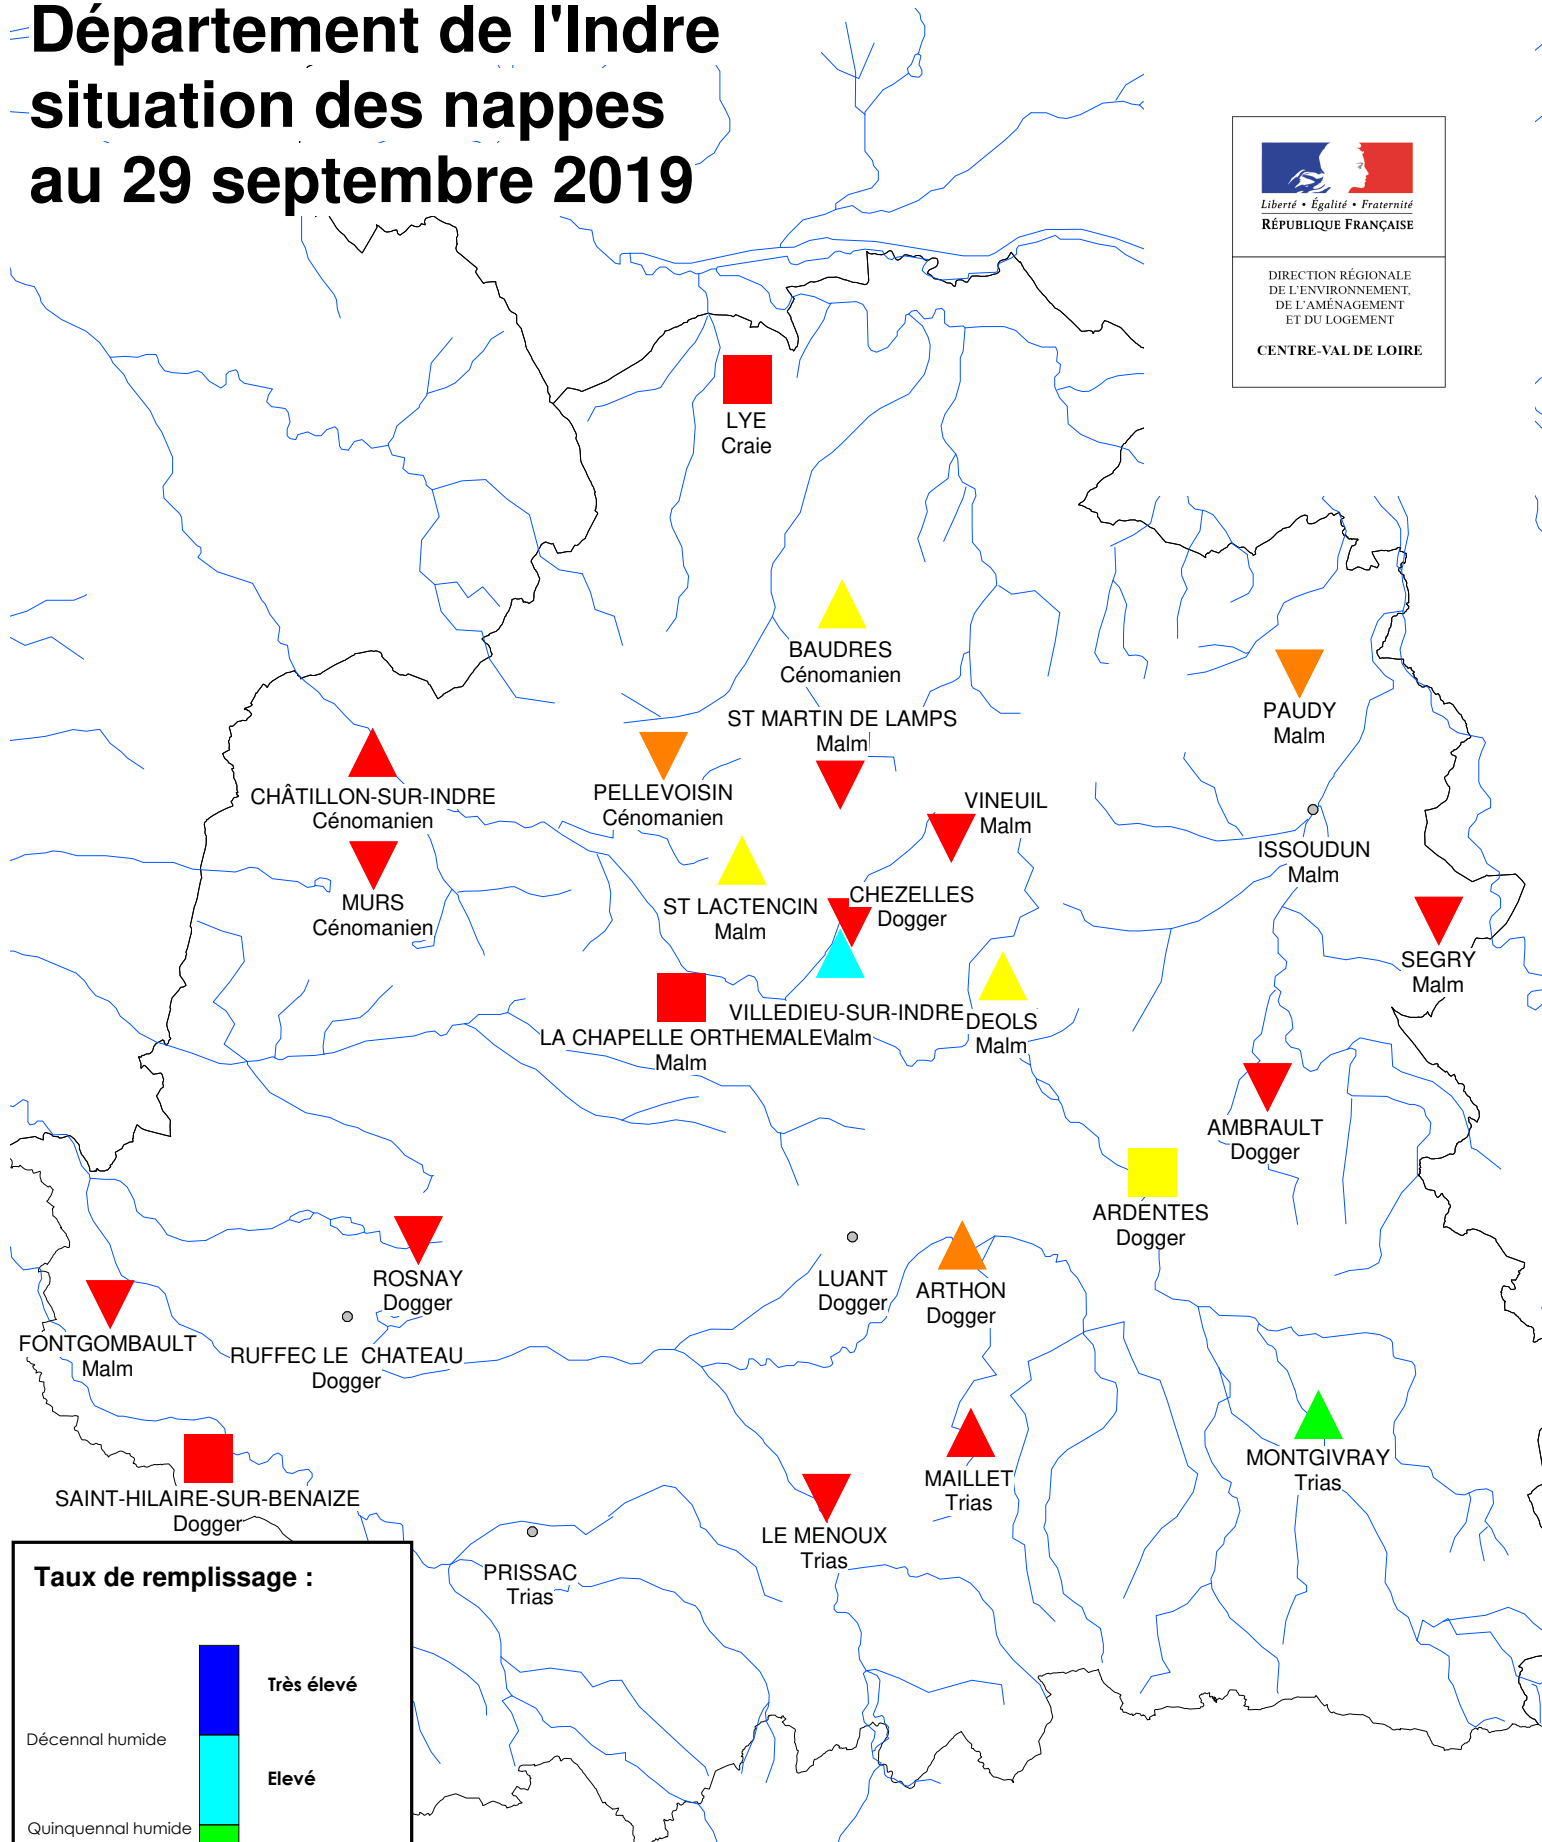 Département de l'Indre
situation des nappes
au 29 septembre 2019
Liberté • Égalité • Fraternité
RÉPUBLIQUE FRANÇAISE
DIRECTION RÉGIONALE
DE L'ENVIRONNEMENT,
DE L'AMÉNAGEMENT
ET DU LOGEMENT
CENTRE-VAL DE LOIRE
LYE
Craie
BAUDRES
Cénomanien
PAUDY
Malm
ST MARTIN DE LAMPS
Malm
CHÂTILLON-SUR-INDRE
Cénomanien
PELLEVOISIN
Cénomanien
VINEUIL
Malm
ISSOUDUN
Malm
MURS
Cénomanien
ST LACTENCIN
Malm
CHEZELLES
Dogger
SEGRY
Malm
VILLEDIEU-SUR-INDRE
Malm
DEOLS
Malm
LA CHAPELLE ORTHEMALE
Malm
AMBRAULT
Dogger
ARDENTES
Dogger
ROSNAY
Dogger
LUANT
Dogger
ARTHON
Dogger
FONTGOMBAULT
Malm
RUFFEC LE CHATEAU
Dogger
MONTGIVRAY
Trias
MAILLET
Trias
SAINT-HILAIRE-SUR-BENAIZE
Dogger
LE MENOUX
Trias
PRISSAC
Trias
Taux de remplissage :
Très élevé
Décennal humide
Elevé
Quinquennal humide